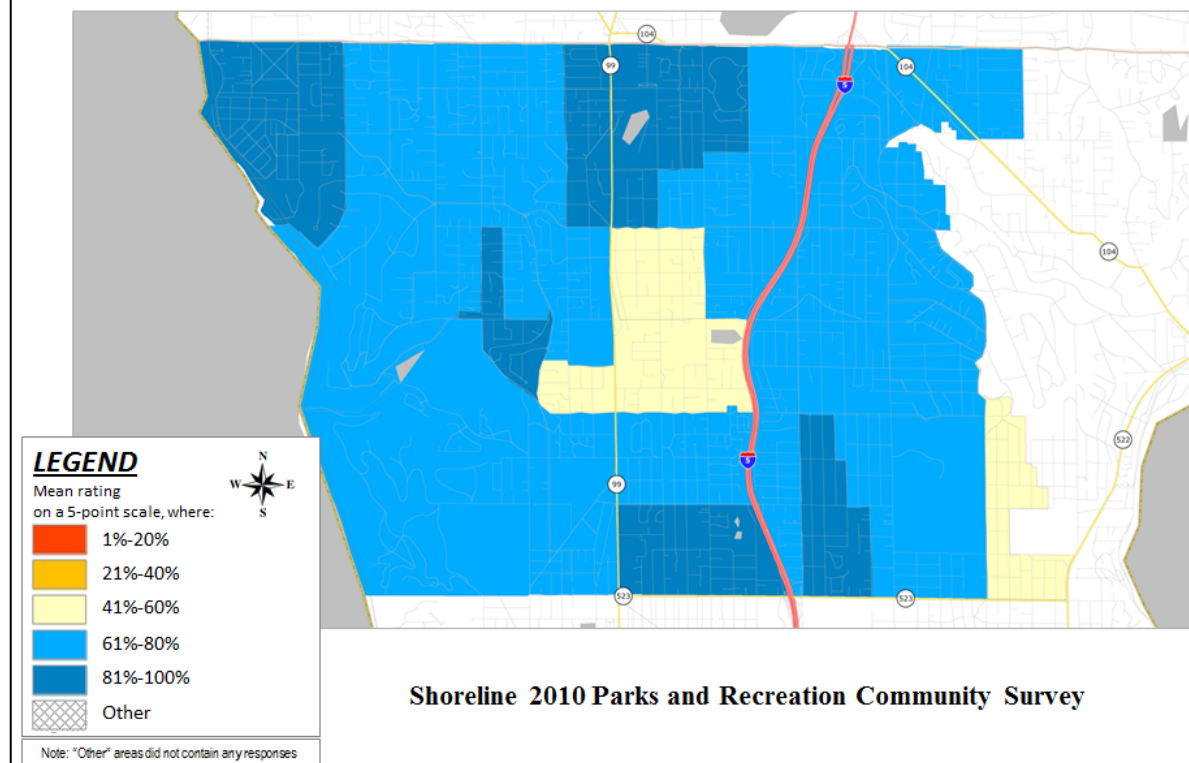 104
99
104
5
104
522
5
99
523
523
LEGEND
N
W E
S
Mean rating
on a 5-point scale, where:
1%-20%
21%-40%
41%-60%
61%-80%
81%-100%
Other
Note: "Other" areas did not contain any responses
Shoreline 2010 Parks and Recreation Community Survey